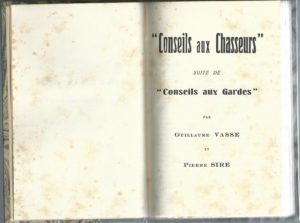 "Conseils aux Chasseurs"
SUITE DE
"Conseils aux Gardes"
PAR
GUILLAUME VASSE
ET
PIERRE SIRE